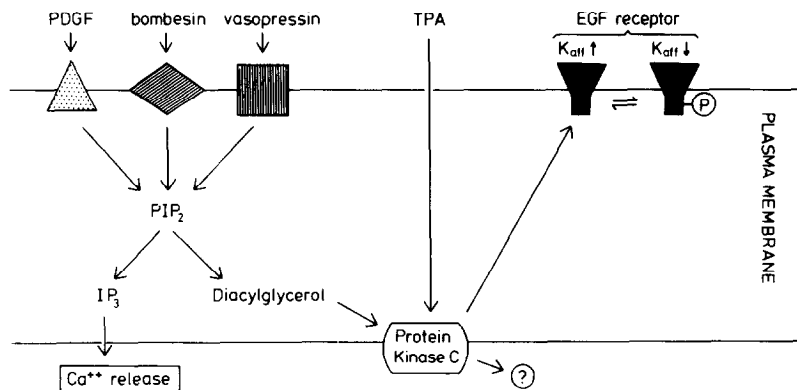 PDGF bombesin vasopressin TPA EGF receptor
Kaff ↑ Kaff ↓
P
PLASMA MEMBRANE
PIP2
IP3 Diacylglycerol
Protein
Kinase C
Ca++ release
?